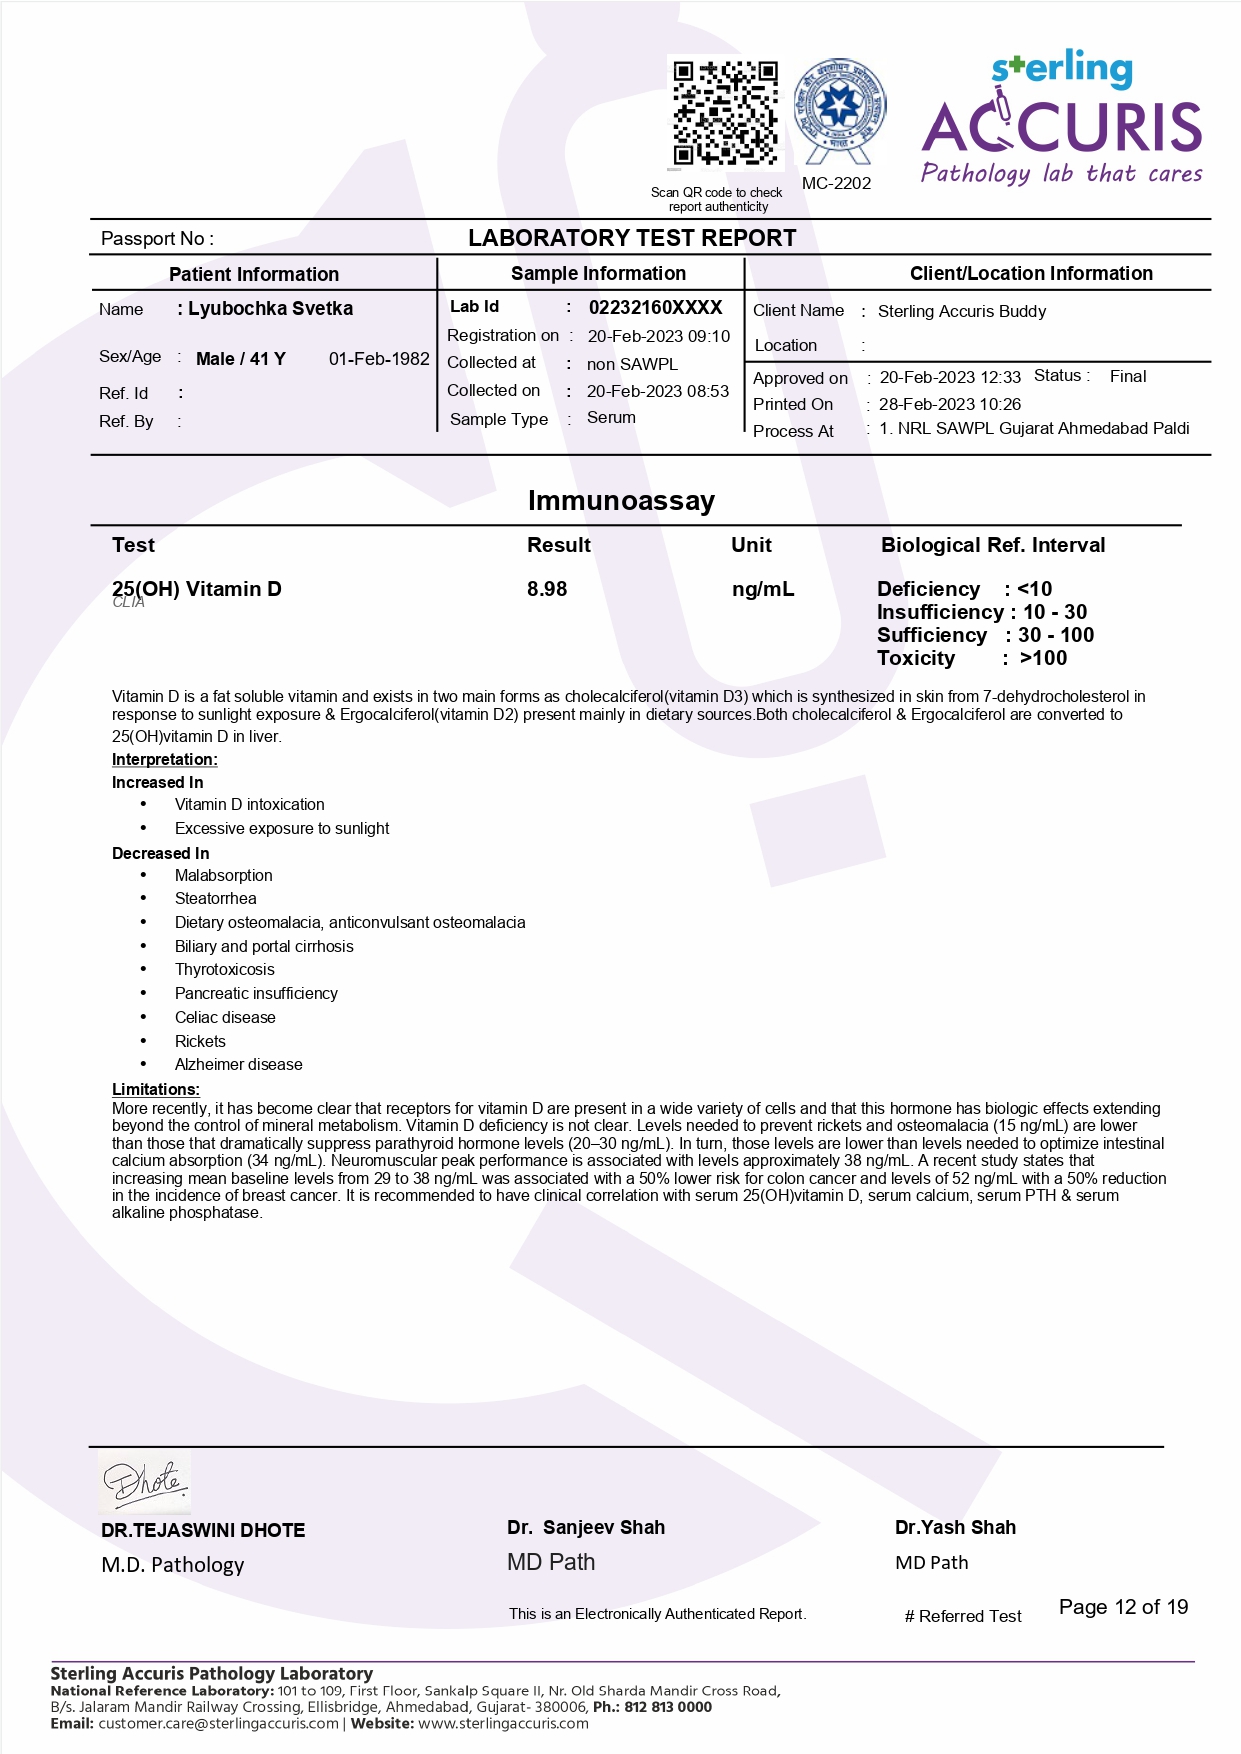 sterling
ACCURIS
Pathology lab that cares
MC-2202
Scan QR code to check
report authenticity
Passport No : LABORATORY TEST REPORT
Patient Information Sample Information Client/Location Information
Name : Lyubochka Svetka Lab Id : 02232160XXXX Client Name : Sterling Accuris Buddy
Registration on : 20-Feb-2023 09:10 Location :
Sex/Age : Male / 41 Y 01-Feb-1982 Collected at : non SAWPL Approved on : 20-Feb-2023 12:33 Status : Final
Ref. Id : Collected on : 20-Feb-2023 08:53 Printed On : 28-Feb-2023 10:26
Ref. By : Sample Type : Serum Process At : 1. NRL SAWPL Gujarat Ahmedabad Paldi
Immunoassay
Test Result Unit Biological Ref. Interval
25(OH) Vitamin D 8.98 ng/mL Deficiency : <10
CLIA
Insufficiency : 10 - 30
Sufficiency : 30 - 100
Toxicity : >100
Vitamin D is a fat soluble vitamin and exists in two main forms as cholecalciferol(vitamin D3) which is synthesized in skin from 7-dehydrocholesterol in
response to sunlight exposure & Ergocalciferol(vitamin D2) present mainly in dietary sources.Both cholecalciferol & Ergocalciferol are converted to
25(OH)vitamin D in liver.
Interpretation:
Increased In
• Vitamin D intoxication
• Excessive exposure to sunlight
Decreased In
• Malabsorption
• Steatorrhea
• Dietary osteomalacia, anticonvulsant osteomalacia
• Biliary and portal cirrhosis
• Thyrotoxicosis
• Pancreatic insufficiency
• Celiac disease
• Rickets
• Alzheimer disease
Limitations:
More recently, it has become clear that receptors for vitamin D are present in a wide variety of cells and that this hormone has biologic effects extending
beyond the control of mineral metabolism. Vitamin D deficiency is not clear. Levels needed to prevent rickets and osteomalacia (15 ng/mL) are lower
than those that dramatically suppress parathyroid hormone levels (20–30 ng/mL). In turn, those levels are lower than levels needed to optimize intestinal
calcium absorption (34 ng/mL). Neuromuscular peak performance is associated with levels approximately 38 ng/mL. A recent study states that
increasing mean baseline levels from 29 to 38 ng/mL was associated with a 50% lower risk for colon cancer and levels of 52 ng/mL with a 50% reduction
in the incidence of breast cancer. It is recommended to have clinical correlation with serum 25(OH)vitamin D, serum calcium, serum PTH & serum
alkaline phosphatase.
Dhote.
DR.TEJASWINI DHOTE Dr. Sanjeev Shah Dr.Yash Shah
M.D. Pathology MD Path MD Path
This is an Electronically Authenticated Report. # Referred Test Page 12 of 19
Sterling Accuris Pathology Laboratory
National Reference Laboratory: 101 to 109, First Floor, Sankalp Square II, Nr. Old Sharda Mandir Cross Road,
B/s. Jalaram Mandir Railway Crossing, Ellisbridge, Ahmedabad, Gujarat- 380006, Ph.: 812 813 0000
Email: customer.care@sterlingaccuris.com | Website: www.sterlingaccuris.com